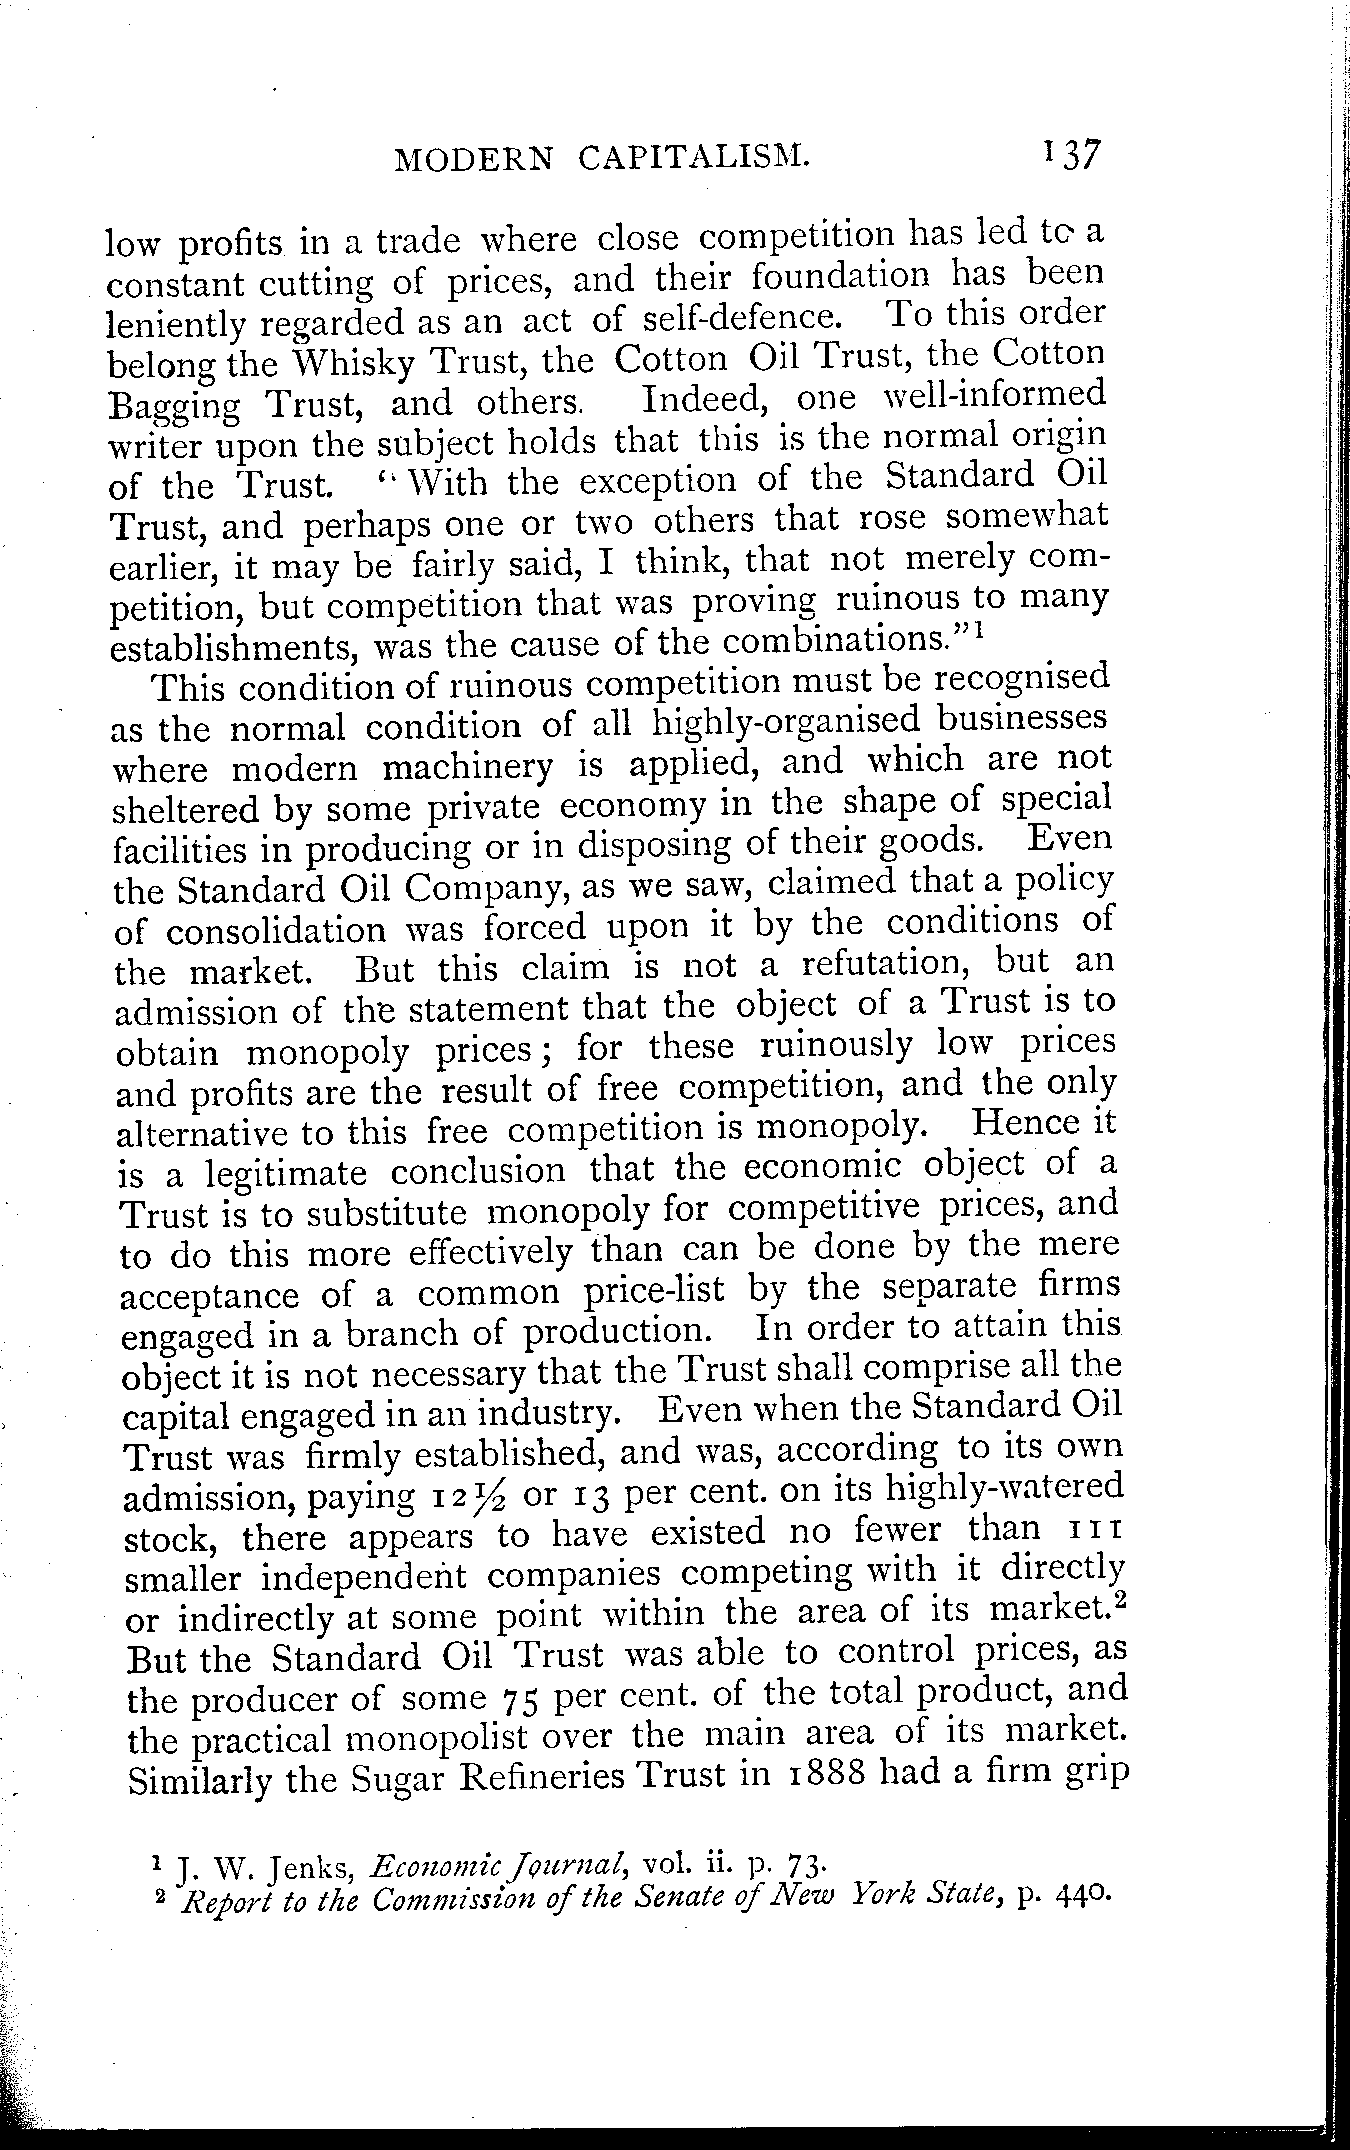 MODERN CAPITALISM. 137
low profits in a trade where close competition has led to a
constant cutting of prices, and their foundation has been
leniently regarded as an act of self-defence. To this order
belong the Whisky Trust, the Cotton Oil Trust, the Cotton
Bagging Trust, and others. Indeed, one well-informed
writer upon the subject holds that this is the normal origin
of the Trust. "With the exception of the Standard Oil
Trust, and perhaps one or two others that rose somewhat
earlier, it may be fairly said, I think, that not merely com-
petition, but competition that was proving ruinous to many
establishments, was the cause of the combinations."¹
This condition of ruinous competition must be recognised
as the normal condition of all highly-organised businesses
where modern machinery is applied, and which are not
sheltered by some private economy in the shape of special
facilities in producing or in disposing of their goods. Even
the Standard Oil Company, as we saw, claimed that a policy
of consolidation was forced upon it by the conditions of
the market. But this claim is not a refutation, but an
admission of the statement that the object of a Trust is to
obtain monopoly prices; for these ruinously low prices
and profits are the result of free competition, and the only
alternative to this free competition is monopoly. Hence it
is a legitimate conclusion that the economic object of a
Trust is to substitute monopoly for competitive prices, and
to do this more effectively than can be done by the mere
acceptance of a common price-list by the separate firms
engaged in a branch of production. In order to attain this
object it is not necessary that the Trust shall comprise all the
capital engaged in an industry. Even when the Standard Oil
Trust was firmly established, and was, according to its own
admission, paying 12½ or 13 per cent. on its highly-watered
stock, there appears to have existed no fewer than 111
smaller independent companies competing with it directly
or indirectly at some point within the area of its market.²
But the Standard Oil Trust was able to control prices, as
the producer of some 75 per cent. of the total product, and
the practical monopolist over the main area of its market.
Similarly the Sugar Refineries Trust in 1888 had a firm grip
¹ J. W. Jenks, Economic Journal, vol. ii. p. 73.
² Report to the Commission of the Senate of New York State, p. 440.